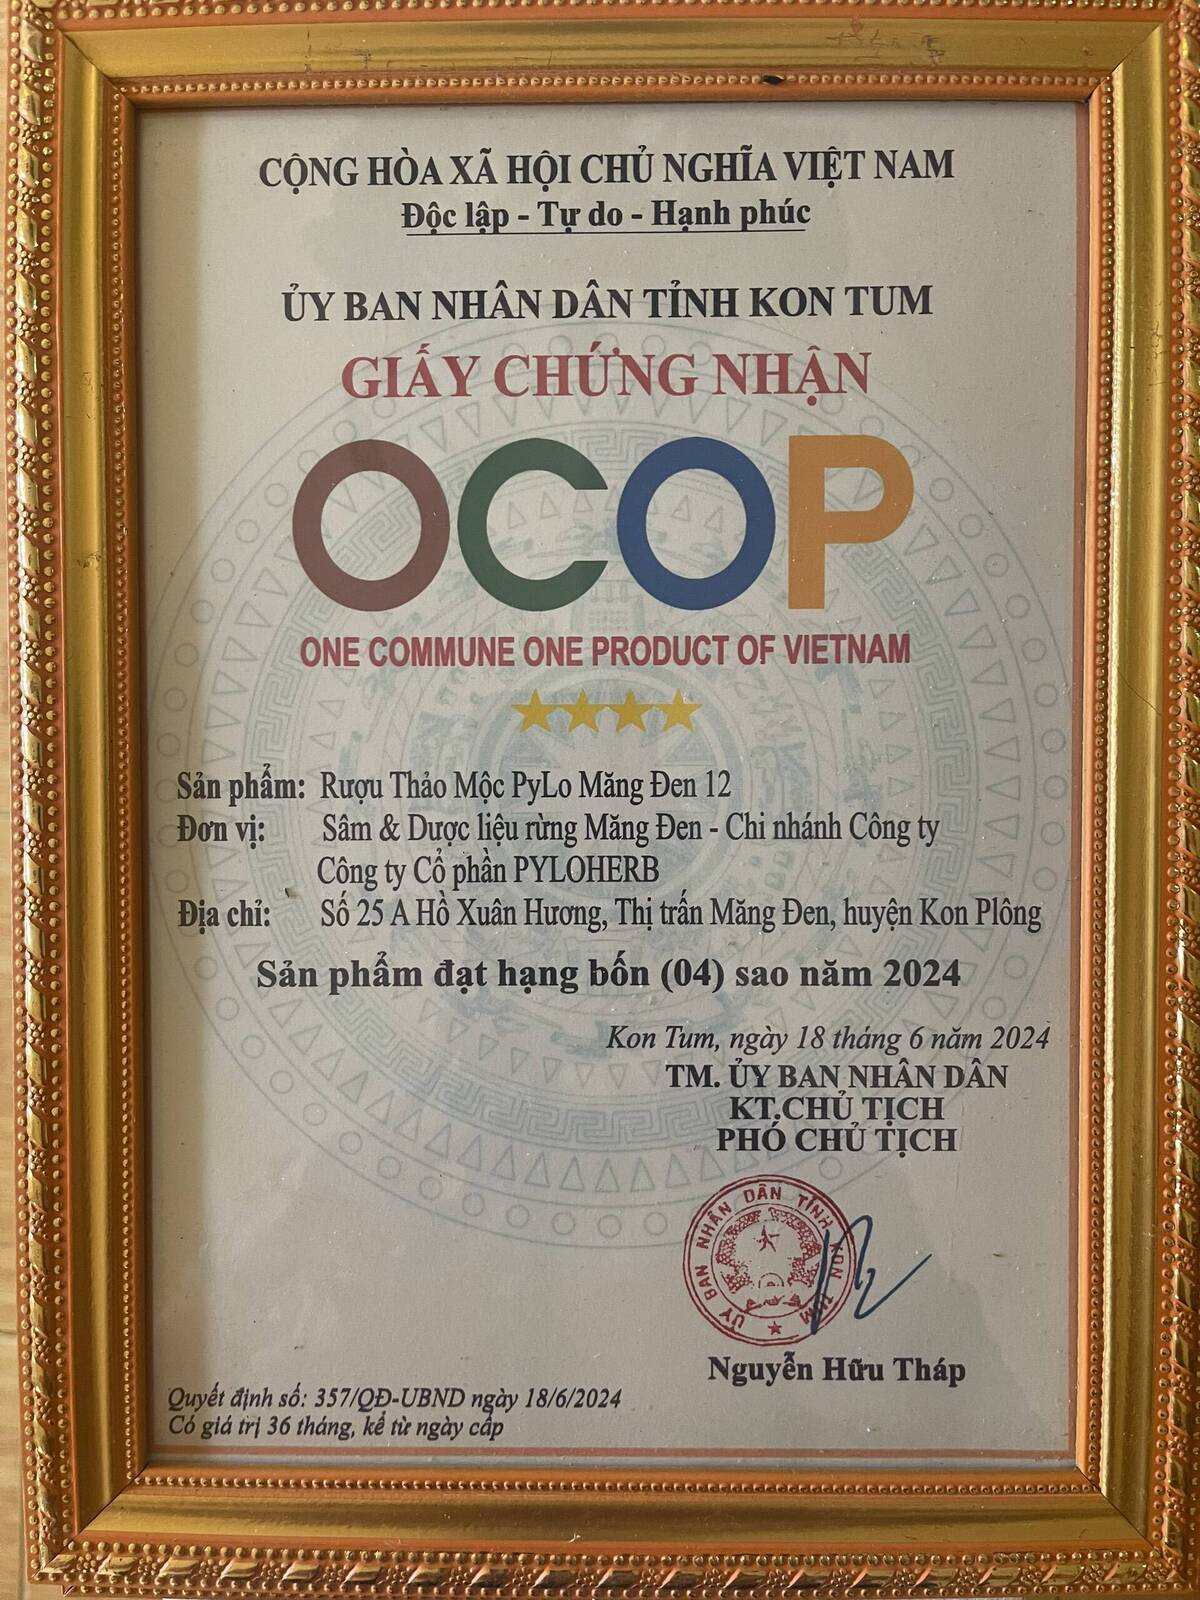 CỘNG HÒA XÃ HỘI CHỦ NGHĨA VIỆT NAM
Độc lập - Tự do - Hạnh phúc
ỦY BAN NHÂN DÂN TỈNH KON TUM
GIẤY CHỨNG NHẬN
OCOP
ONE COMMUNE ONE PRODUCT OF VIETNAM
Sản phẩm: Rượu Thảo Mộc PyLo Măng Đen 12
Đơn vị: Sâm & Dược liệu rừng Măng Đen - Chi nhánh Công ty
Công ty Cổ phần PYLOHERB
Địa chỉ: Số 25 A Hồ Xuân Hương, Thị trấn Măng Đen, huyện Kon Plông
Sản phẩm đạt hạng bốn (04) sao năm 2024
Kon Tum, ngày 18 tháng 6 năm 2024
TM. ỦY BAN NHÂN DÂN
KT.CHỦ TỊCH
PHÓ CHỦ TỊCH
ỦY BAN NHÂN DÂN TỈNH KON TUM
Nguyễn Hữu Tháp
Quyết định số: 357/QĐ-UBND ngày 18/6/2024
Có giá trị 36 tháng, kể từ ngày cấp